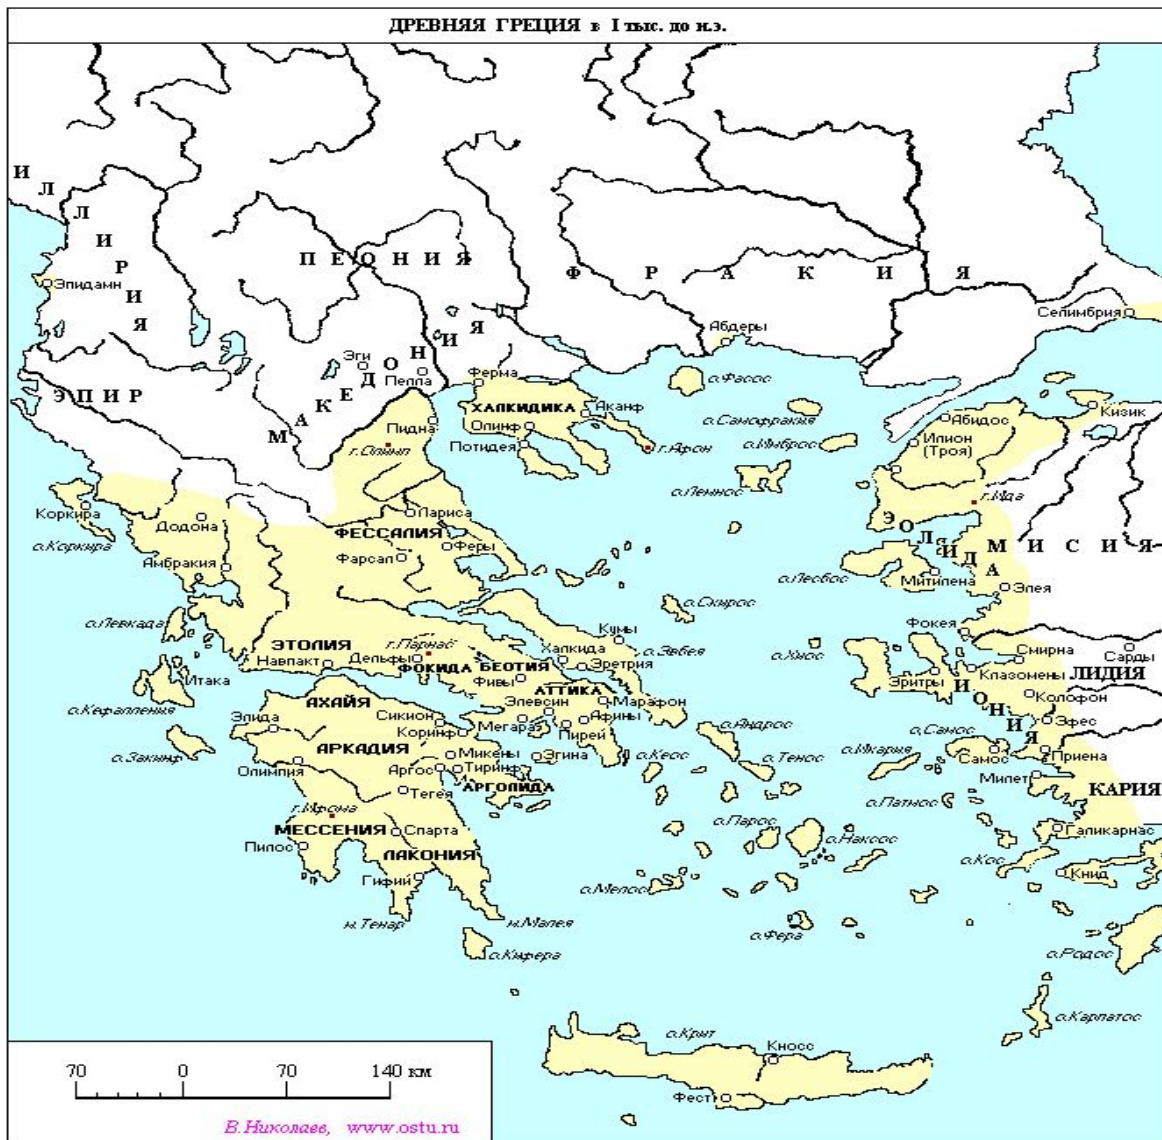 ДРЕВНЯЯ ГРЕЦИЯ в I тыс. до н.э.
ИЛЛИРИЯ
ПЕОНИЯ
ФРАКИЯ
Эпидамн
Селимбрия
Абдеры
МАКЕДОНИЯ
Эги
Пелла
Ферма
о.Фасос
ЭПИР
ХАЛКИДИКА
Аканф
Пидна
Олинф
Потидея
г.Олимп
г.Афон
о.Самофракия
о.Имброс
Абидос
Кизик
Илион
(Троя)
о.Лемнос
г.Ида
Коркира
о.Коркира
Додона
Лариса
ФЕССАЛИЯ
Феры
Фарсал
Амбракия
ЭОЛИДА
МИСИЯ
о.Лесбос
Митилена
Элея
о.Левкада
о.Скирос
Кумы
Фокея
ЭТОЛИЯ
г.Парнас
Халкида
о.Эвбея
о.Хиос
Смирна
Сарды
Навпакт
Дельфы
ФОКИДА
БЕОТИЯ
Эретрия
Эритры
Клазомены
ЛИДИЯ
Итака
Фивы
АТТИКА
ИОНИЯ
Колофон
о.Кефалления
АХАЙЯ
Элевсин
Марафон
Элида
Сикион
Мегара
Афины
о.Андрос
о.Самос
Эфес
Коринф
Пирей
о.Закинф
АРКАДИЯ
Микены
Эгина
о.Кеос
о.Тенос
о.Икария
Самос
Приена
Олимпия
Аргос
Тиринф
Милет
Тегея
АРГОЛИДА
КАРИЯ
г.Ифома
о.Патмос
МЕССЕНИЯ
Спарта
о.Парос
о.Наксос
Галикарнас
Пилос
ЛАКОНИЯ
о.Кос
Гифий
о.Мелос
Книд
м.Тенар
м.Малея
о.Фера
о.Кифера
о.Родос
о.Карпатос
о.Крит
Кносс
Фест
70 0 70 140 км
В.Николаев, www.ostu.ru